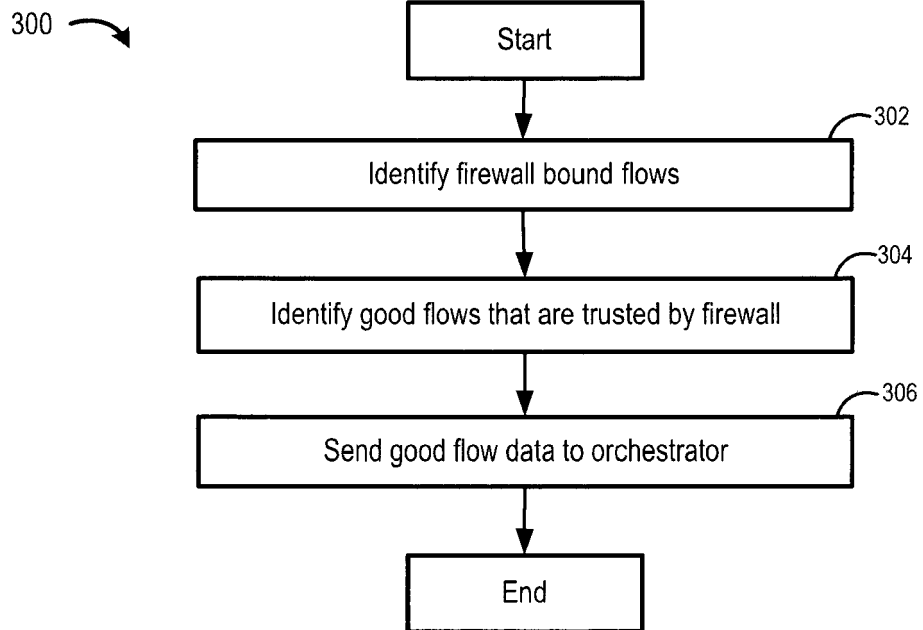 300
Start
302
Identify firewall bound flows
304
Identify good flows that are trusted by firewall
306
Send good flow data to orchestrator
End